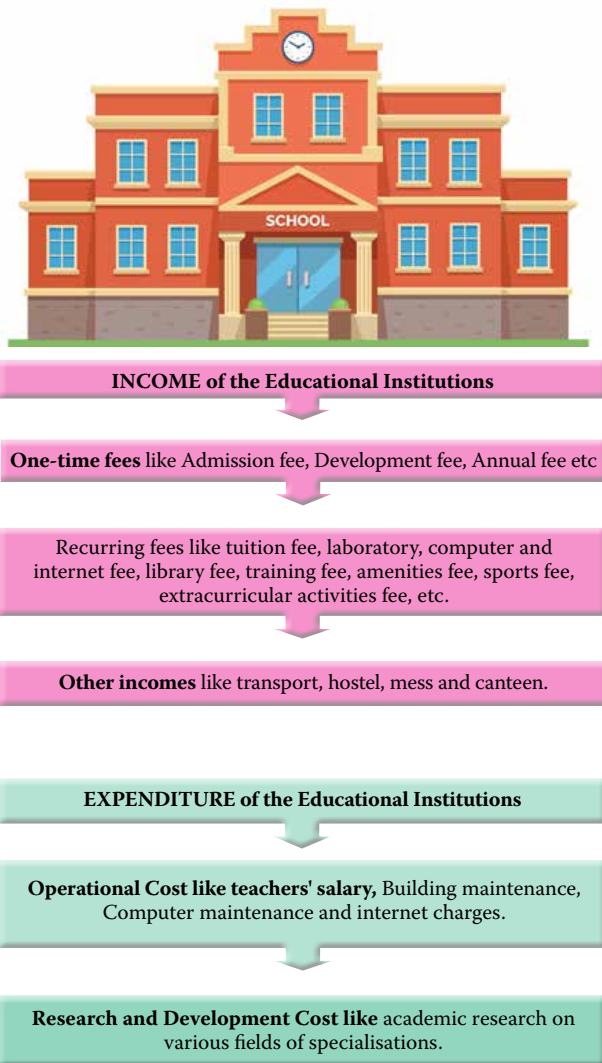 SCHOOL
INCOME of the Educational Institutions
One-time fees like Admission fee, Development fee, Annual fee etc
Recurring fees like tuition fee, laboratory, computer and
internet fee, library fee, training fee, amenities fee, sports fee,
extracurricular activities fee, etc.
Other incomes like transport, hostel, mess and canteen.
EXPENDITURE of the Educational Institutions
Operational Cost like teachers' salary, Building maintenance,
Computer maintenance and internet charges.
Research and Development Cost like academic research on
various fields of specialisations.